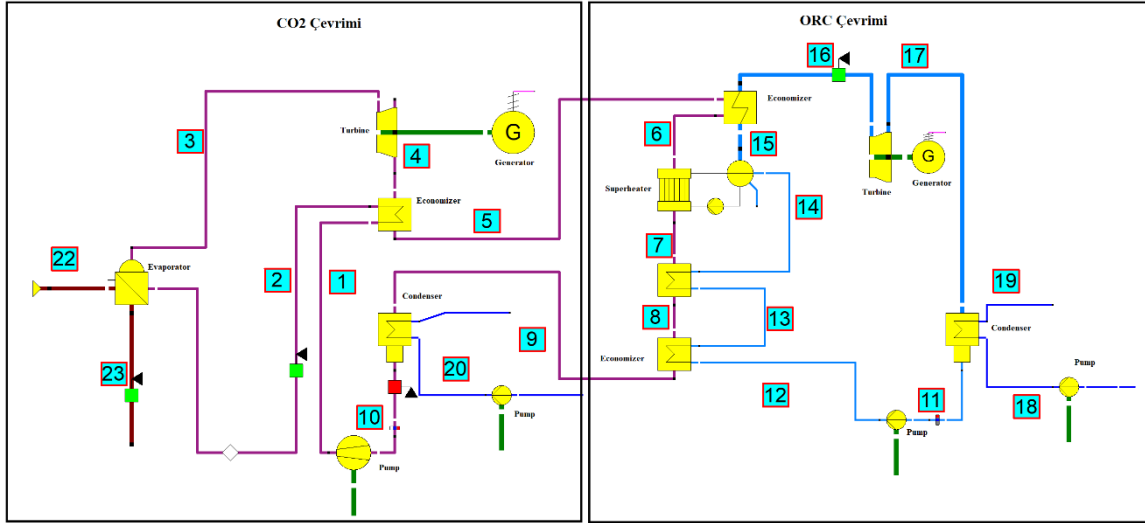 CO2 Çevrimi
ORC Çevrimi
16
17
Economizer
3
Turbine
G
Generator
4
6
15
G
Generator
Turbine
Superheater
Economizer
14
5
22
Evaporator
2
1
7
Condenser
19
8
13
Condenser
9
Economizer
23
20
12
Pump
18
Pump
10
11
Pump
Pump